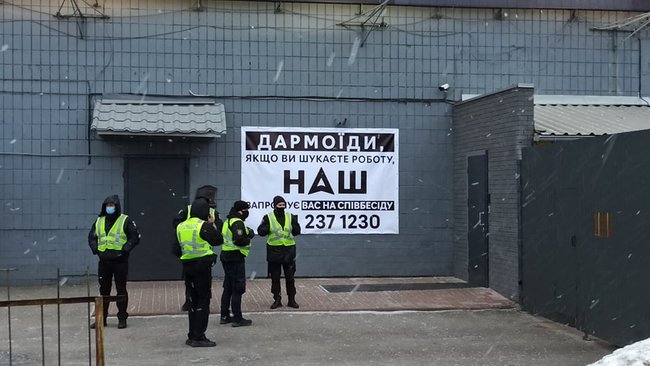 ДАРМОЇДИ,
ЯКЩО ВИ ШУКАЄТЕ РОБОТУ,
НАШ
ЗАПРОШУЄ ВАС НА СПІВБЕСІДУ
237 1230